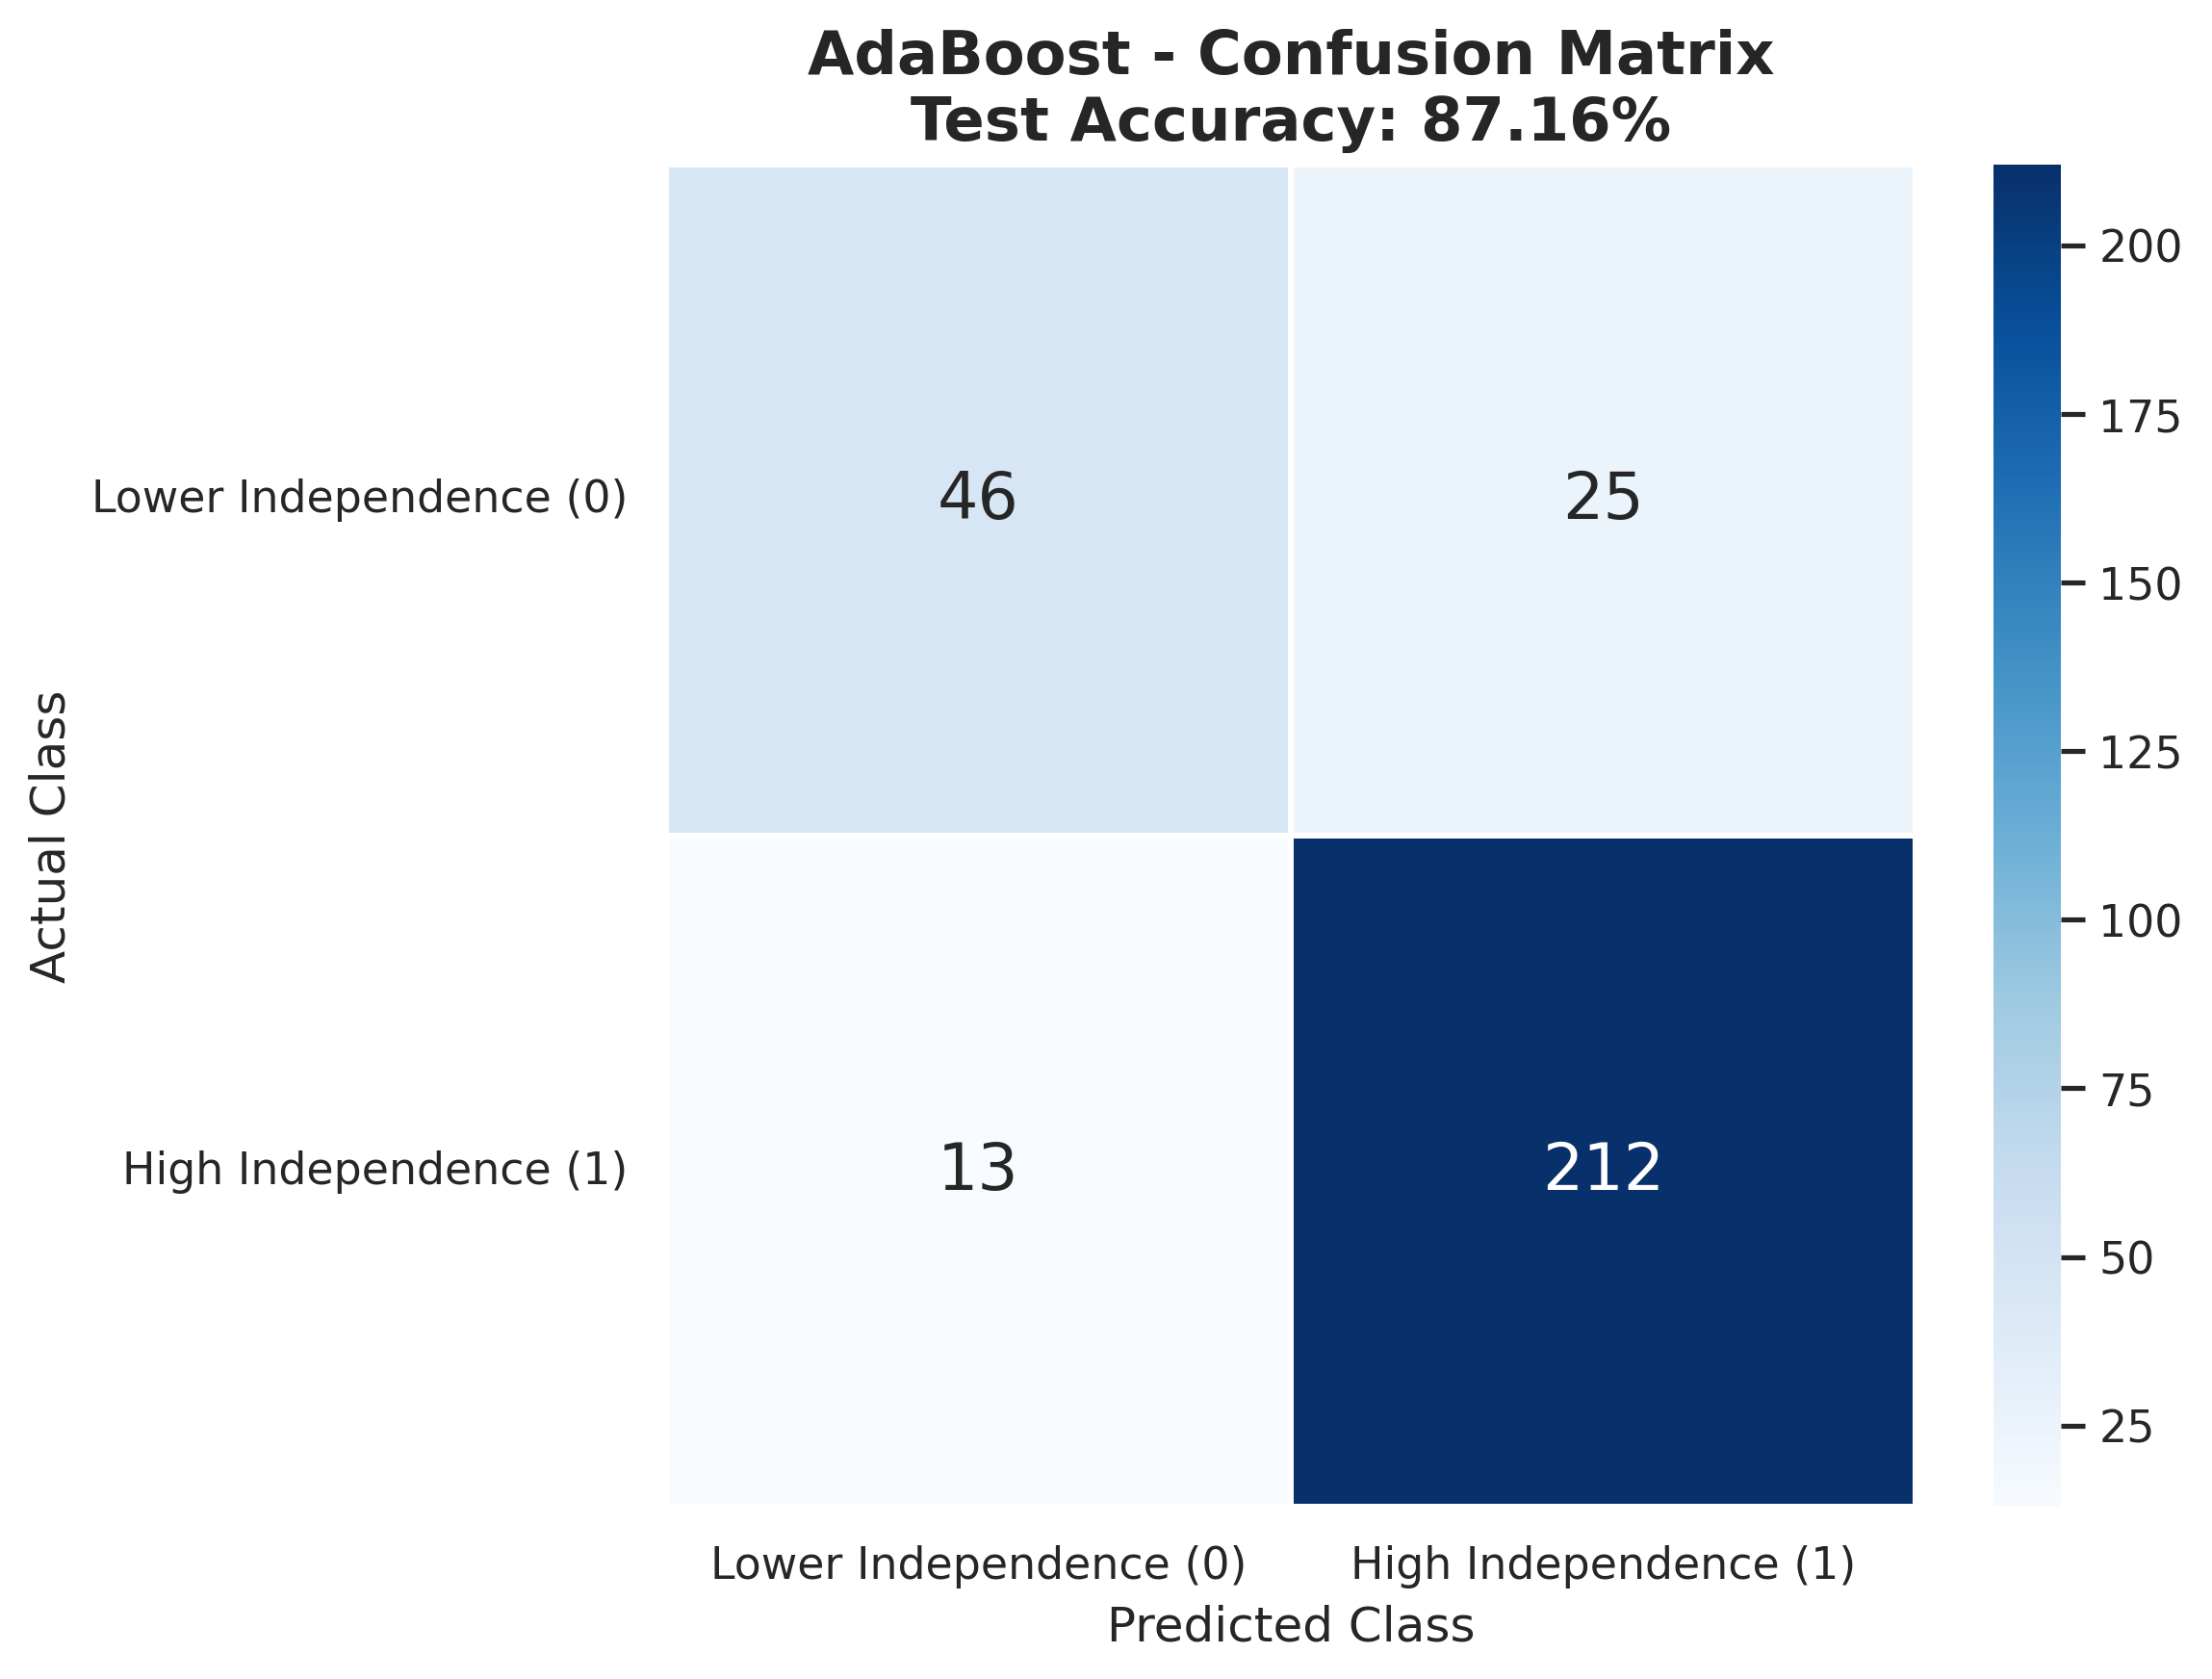 AdaBoost - Confusion Matrix
Test Accuracy: 87.16%
Actual Class
Lower Independence (0)
46
25
High Independence (1)
13
212
Lower Independence (0)
High Independence (1)
Predicted Class
200
175
150
125
100
75
50
25